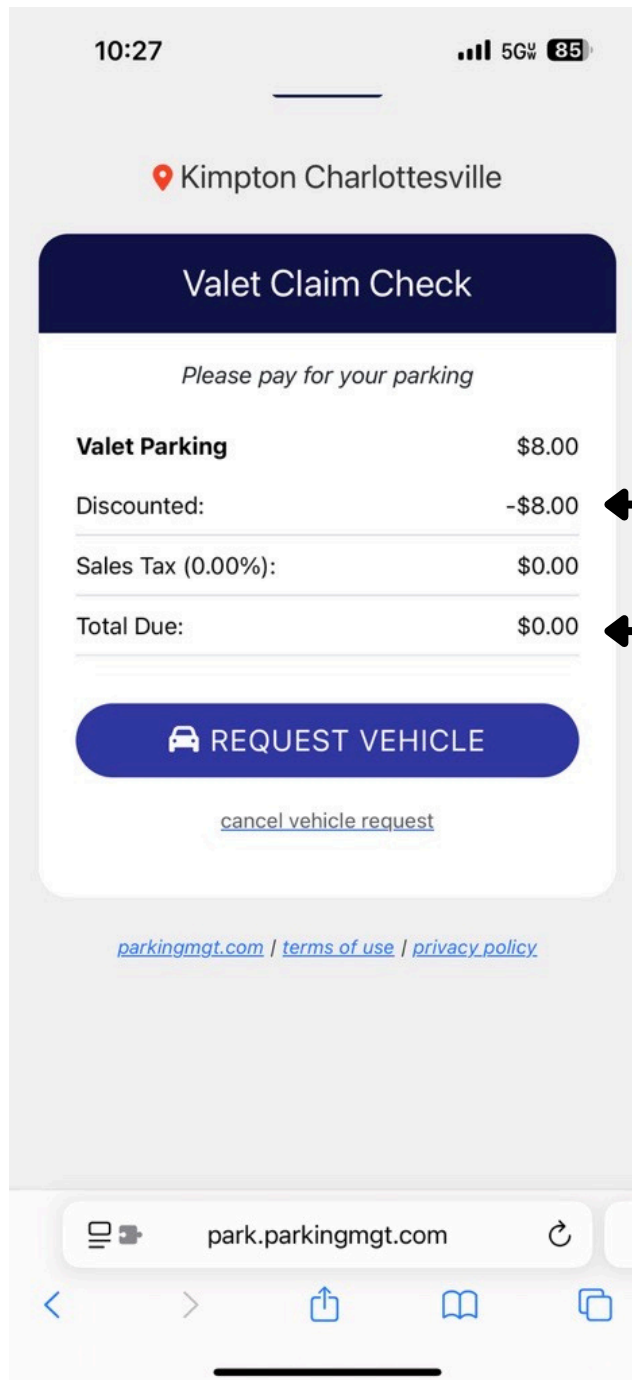 10:27 5GUW 85
Kimpton Charlottesville
Valet Claim Check
Please pay for your parking
Valet Parking $8.00
Discounted: -$8.00
Sales Tax (0.00%): $0.00
Total Due: $0.00
REQUEST VEHICLE
cancel vehicle request
parkingmgt.com | terms of use | privacy policy
park.parkingmgt.com